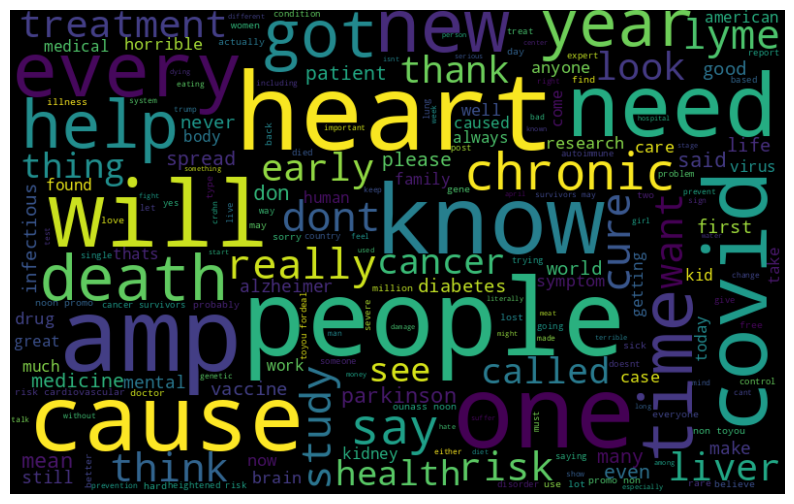 treatment
got
new
year
different
women
condition
actually
person
treat
american
lyme
medical
horrible
patient
thank
look
anyone
good
day
expert
report
every
heart
need
come
find
based
illness
system
dying
eating
including
back
lung
week
well
bad
known
hospital
help
never
body
trump
died
important
caused
always
post
research
care
life
said
virus
thing
spread
something
early
please
chronic
autoimmune
stage
problem
found
don
human
family
gene
survivors may
two
prevent
infectious
will
love
fight
yes
let
type
may
way
live
crohn
dont
know
cure
want
first
covid
keep
sign
girl
test
thats
sorry
country
feel
used
death
single
start
really
cancer
world
trying
getting
kid
take
change
noon promo
cancer survivors
probably
alzheimer
million
diabetes
symptom
time
today
give
free
drug
great
amp
people
toyou fordeal
severe
man
damage
literally
lost
might
going
made
meat
terrible
sick
doesnt
much
work
genetic
someone
see
called
case
mind
control
cant
medicine
mental
doctor
money
parkinson
risk cardiovascular
vaccine
everyone
long
talk
without
cause
study
ounass noon
say
suffer
hate
must
one
non toyou
mean
think
kidney
either
saying
many
make
still
now
brain
health
risk
even
liver
better
prevention
hard
heightened risk
diet
shoe
disorder
use
lot
promo non
among
rare
believe
especially